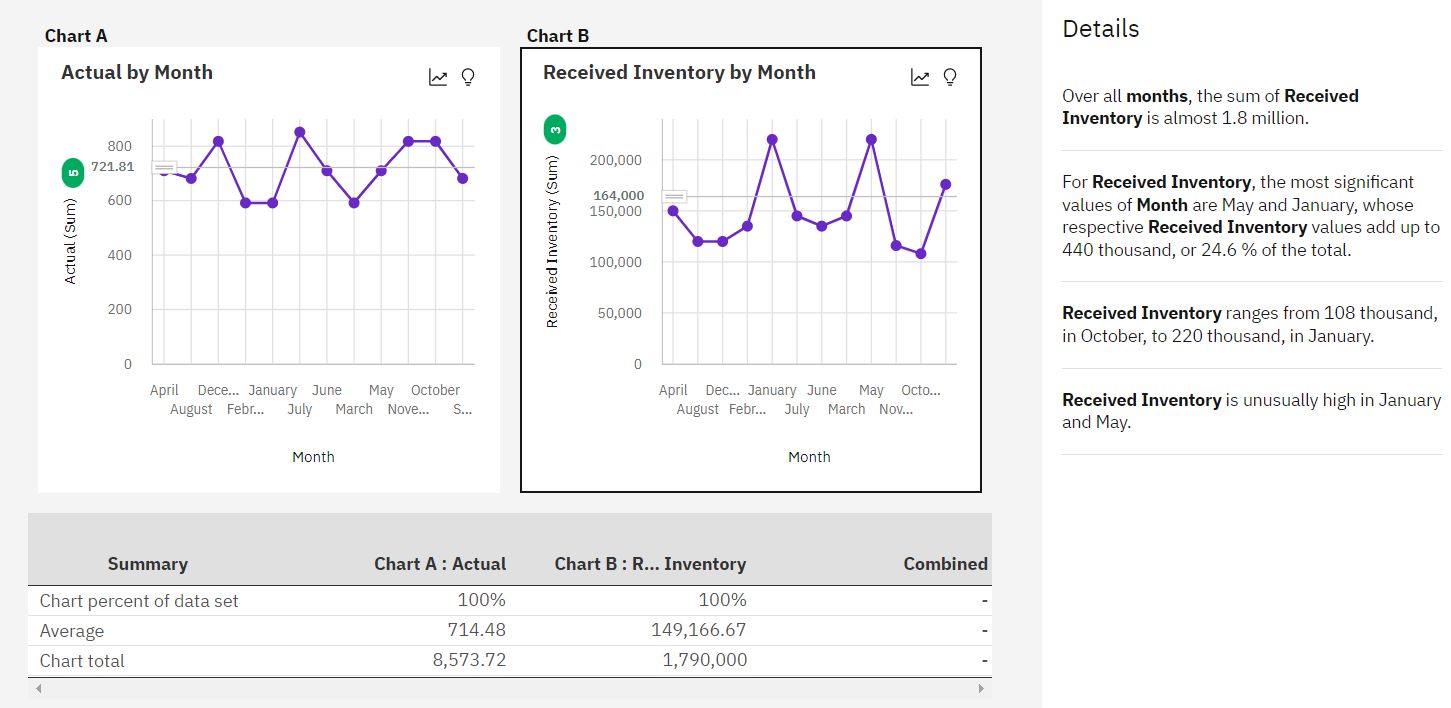 Chart A
Actual by Month
5
Actual (Sum)
800
721.81
600
400
200
0
April Dece... January June May October
August Febr... July March Nove... S...
Month
Chart B
Received Inventory by Month
3
Received Inventory (Sum)
200,000
164,000
150,000
100,000
50,000
0
April Dec... January June May Octo...
August Febr... July March Nov...
Month
Summary Chart A : Actual Chart B : R... Inventory Combined
Chart percent of data set 100% 100% -
Average 714.48 149,166.67 -
Chart total 8,573.72 1,790,000 -
Details
Over all months, the sum of Received
Inventory is almost 1.8 million.
For Received Inventory, the most significant
values of Month are May and January, whose
respective Received Inventory values add up to
440 thousand, or 24.6 % of the total.
Received Inventory ranges from 108 thousand,
in October, to 220 thousand, in January.
Received Inventory is unusually high in January
and May.